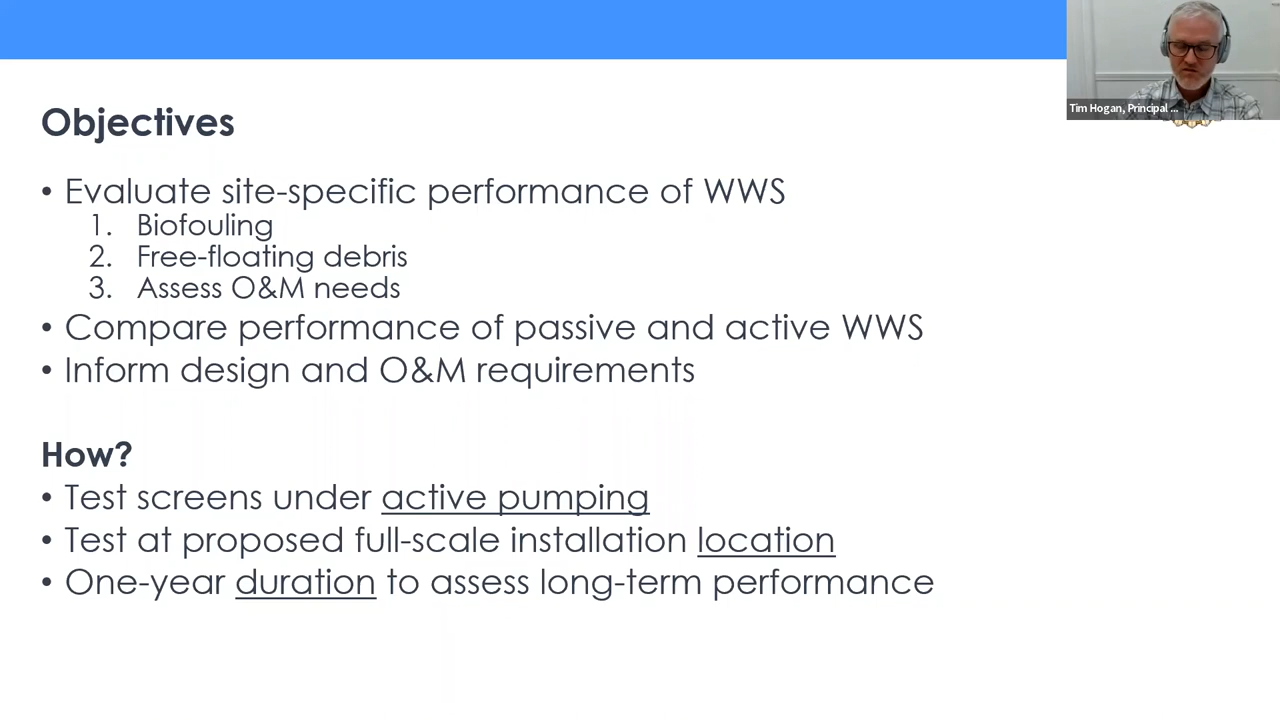 Tim Hogan, Principal ...
Objectives
• Evaluate site-specific performance of WWS
1. Biofouling
2. Free-floating debris
3. Assess O&M needs
• Compare performance of passive and active WWS
• Inform design and O&M requirements
How?
• Test screens under active pumping
• Test at proposed full-scale installation location
• One-year duration to assess long-term performance